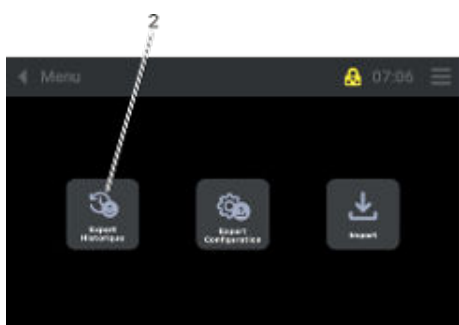 2
Menu
07:06
Export
Historique
Export
Configuration
Import